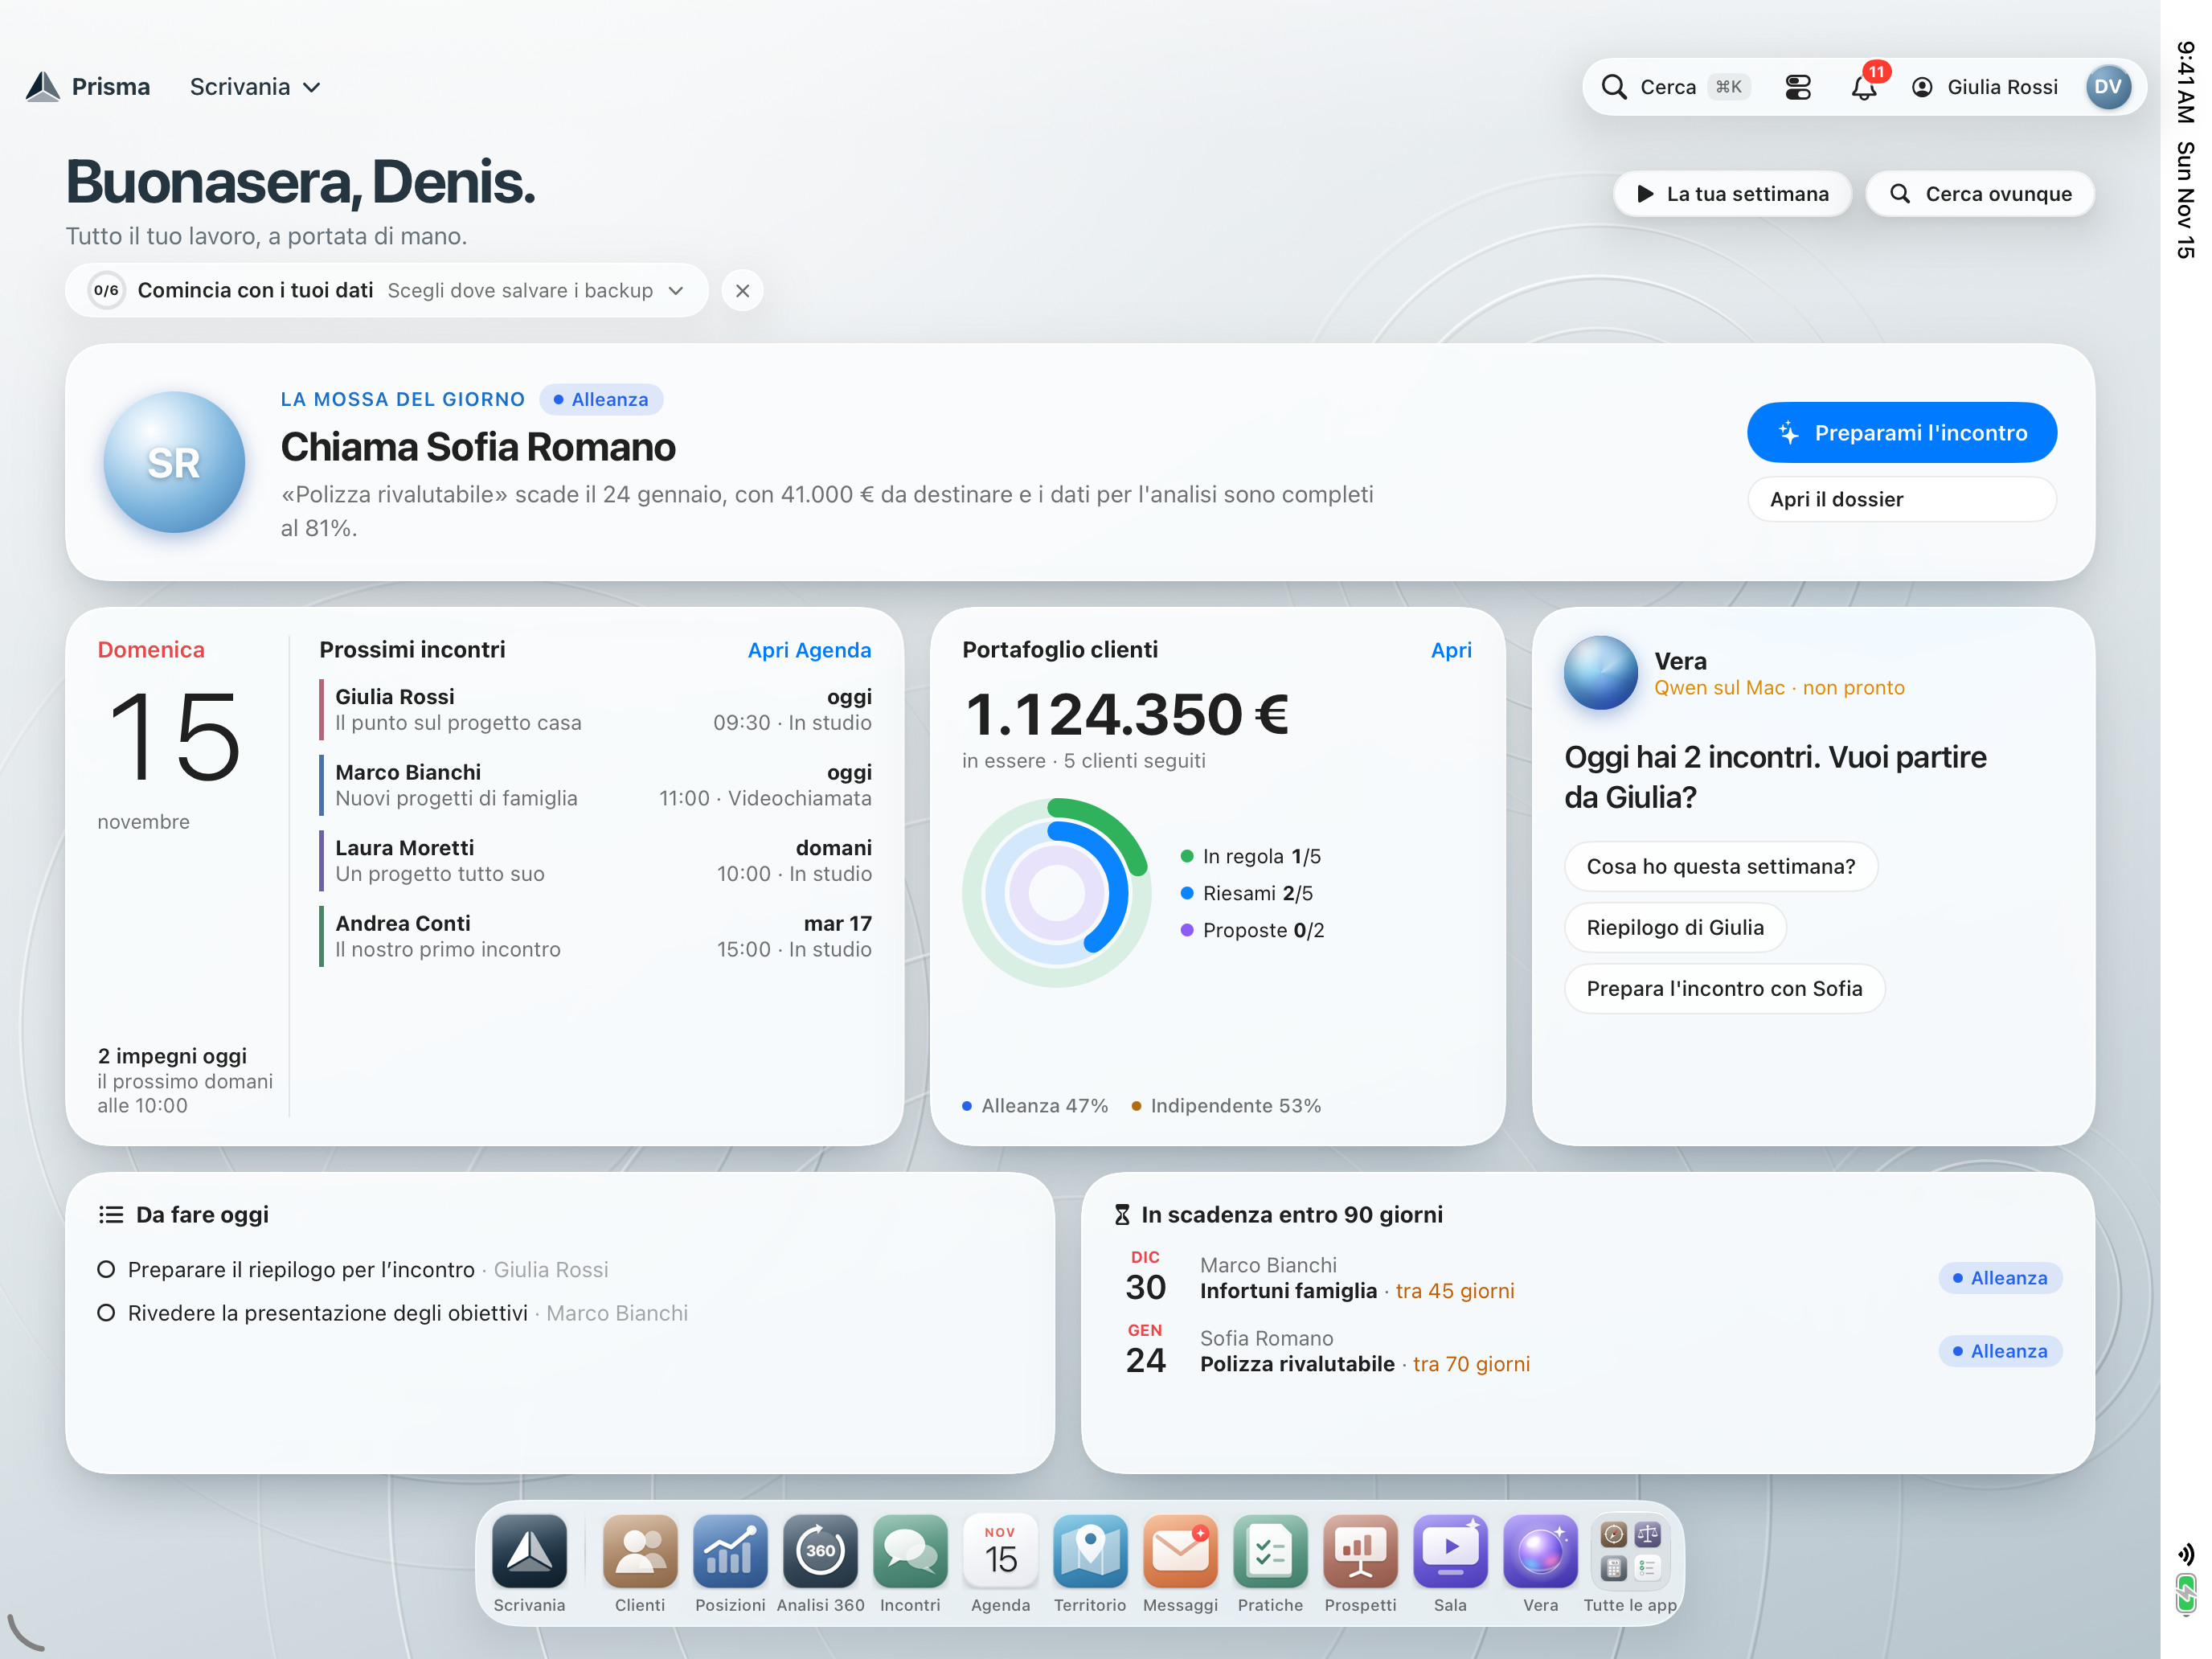 Prisma
Scrivania
Cerca ⌘K
11
Giulia Rossi
DV
9:41 AM Sun Nov 15
Buonasera, Denis.
Tutto il tuo lavoro, a portata di mano.
La tua settimana
Cerca ovunque
0/6 Comincia con i tuoi dati Scegli dove salvare i backup
SR
LA MOSSA DEL GIORNO
Alleanza
Chiama Sofia Romano
«Polizza rivalutabile» scade il 24 gennaio, con 41.000 € da destinare e i dati per l'analisi sono completi
al 81%.
Preparami l'incontro
Apri il dossier
Domenica
15
novembre
2 impegni oggi
il prossimo domani
alle 10:00
Prossimi incontri
Apri Agenda
Giulia Rossi oggi
Il punto sul progetto casa 09:30 · In studio
Marco Bianchi oggi
Nuovi progetti di famiglia 11:00 · Videochiamata
Laura Moretti domani
Un progetto tutto suo 10:00 · In studio
Andrea Conti mar 17
Il nostro primo incontro 15:00 · In studio
Portafoglio clienti
Apri
1.124.350 €
in essere · 5 clienti seguiti
In regola 1/5
Riesami 2/5
Proposte 0/2
Alleanza 47%
Indipendente 53%
Vera
Qwen sul Mac · non pronto
Oggi hai 2 incontri. Vuoi partire
da Giulia?
Cosa ho questa settimana?
Riepilogo di Giulia
Prepara l'incontro con Sofia
Da fare oggi
Preparare il riepilogo per l’incontro · Giulia Rossi
Rivedere la presentazione degli obiettivi · Marco Bianchi
In scadenza entro 90 giorni
DIC
30
Marco Bianchi
Infortuni famiglia · tra 45 giorni
Alleanza
GEN
24
Sofia Romano
Polizza rivalutabile · tra 70 giorni
Alleanza
360
NOV
15
Scrivania
Clienti
Posizioni
Analisi 360
Incontri
Agenda
Territorio
Messaggi
Pratiche
Prospetti
Sala
Vera
Tutte le app